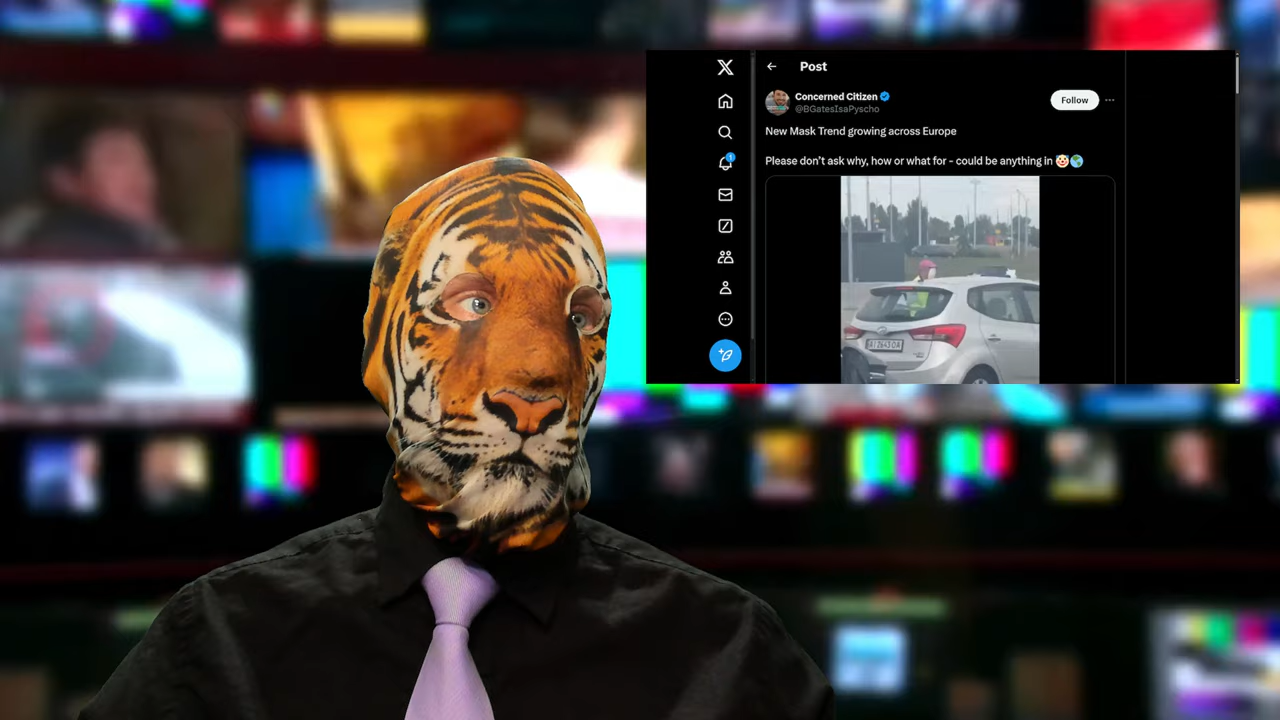 Post
Concerned Citizen
@BGatesIsaPyscho
Follow
New Mask Trend growing across Europe
Please don't ask why, how or what for - could be anything in 🤡🌎